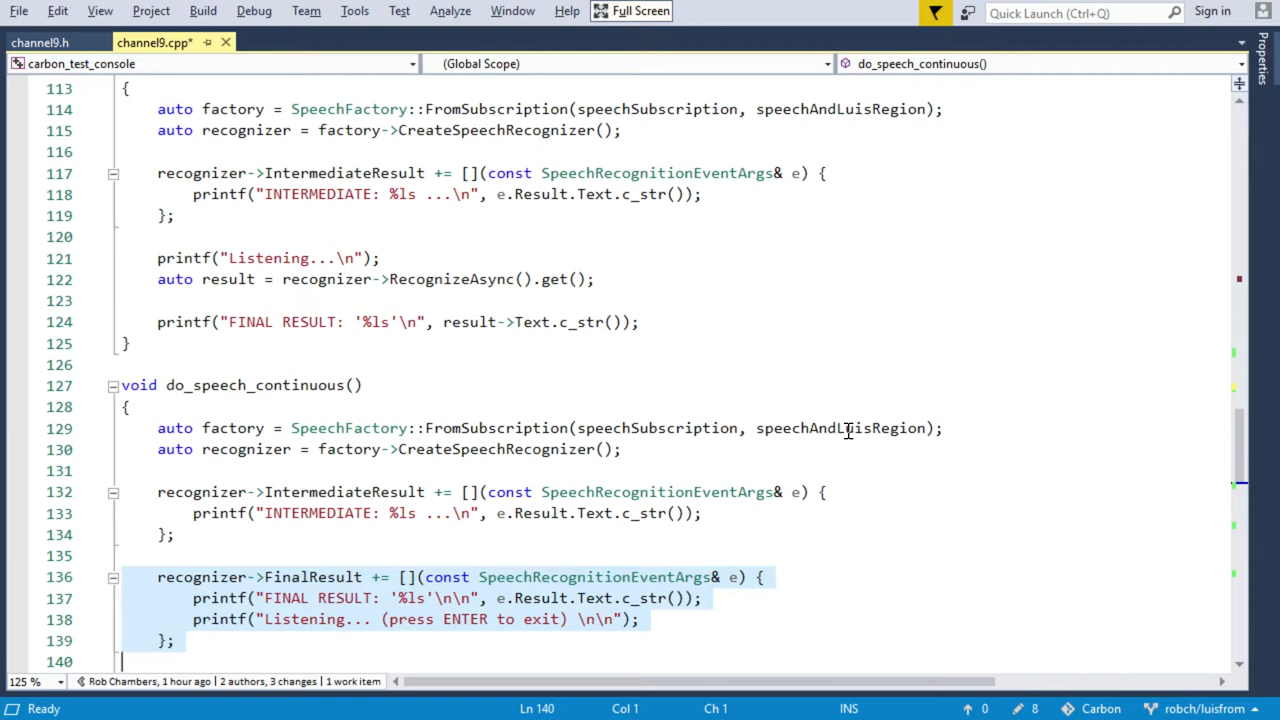 File Edit View Project Build Debug Team Tools Test Analyze Window Help Full Screen Quick Launch (Ctrl+Q) Sign in
channel9.h channel9.cpp*
carbon_test_console (Global Scope) do_speech_continuous()
Properties
113 {
114 auto factory = SpeechFactory::FromSubscription(speechSubscription, speechAndLuisRegion);
115 auto recognizer = factory->CreateSpeechRecognizer();
116
117 recognizer->IntermediateResult += [](const SpeechRecognitionEventArgs& e) {
118 printf("INTERMEDIATE: %ls ...\n", e.Result.Text.c_str());
119 };
120
121 printf("Listening...\n");
122 auto result = recognizer->RecognizeAsync().get();
123
124 printf("FINAL RESULT: '%ls'\n", result->Text.c_str());
125 }
126
127 void do_speech_continuous()
128 {
129 auto factory = SpeechFactory::FromSubscription(speechSubscription, speechAndLuisRegion);
130 auto recognizer = factory->CreateSpeechRecognizer();
131
132 recognizer->IntermediateResult += [](const SpeechRecognitionEventArgs& e) {
133 printf("INTERMEDIATE: %ls ...\n", e.Result.Text.c_str());
134 };
135
136 recognizer->FinalResult += [](const SpeechRecognitionEventArgs& e) {
137 printf("FINAL RESULT: '%ls'\n\n", e.Result.Text.c_str());
138 printf("Listening... (press ENTER to exit) \n\n");
139 };
140
125 % Rob Chambers, 1 hour ago | 2 authors, 3 changes | 1 work item
Ready Ln 140 Col 1 Ch 1 INS 0 8 Carbon robch/luisfrom